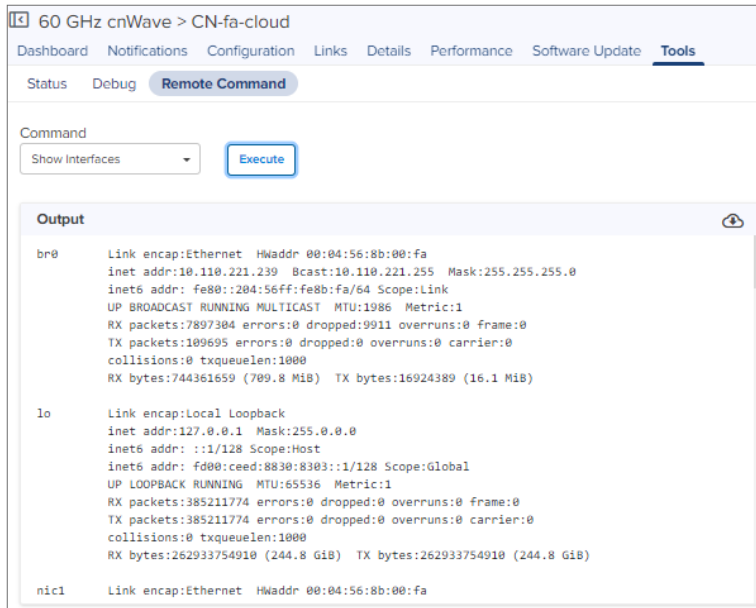 60 GHz cnWave > CN-fa-cloud
Dashboard Notifications Configuration Links Details Performance Software Update Tools
Status Debug Remote Command
Command
Show Interfaces Execute
Output
br0 Link encap:Ethernet HWaddr 00:04:56:8b:00:fa
inet addr:10.110.221.239 Bcast:10.110.221.255 Mask:255.255.255.0
inet6 addr: fe80::204:56ff:fe8b:fa/64 Scope:Link
UP BROADCAST RUNNING MULTICAST MTU:1986 Metric:1
RX packets:7897304 errors:0 dropped:9911 overruns:0 frame:0
TX packets:109695 errors:0 dropped:0 overruns:0 carrier:0
collisions:0 txqueuelen:1000
RX bytes:744361659 (709.8 MiB) TX bytes:16924389 (16.1 MiB)
lo Link encap:Local Loopback
inet addr:127.0.0.1 Mask:255.0.0.0
inet6 addr: ::1/128 Scope:Host
inet6 addr: fd00:ceed:8830:8303::1/128 Scope:Global
UP LOOPBACK RUNNING MTU:65536 Metric:1
RX packets:385211774 errors:0 dropped:0 overruns:0 frame:0
TX packets:385211774 errors:0 dropped:0 overruns:0 carrier:0
collisions:0 txqueuelen:1000
RX bytes:262933754910 (244.8 GiB) TX bytes:262933754910 (244.8 GiB)
nic1 Link encap:Ethernet HWaddr 00:04:56:8b:00:fa